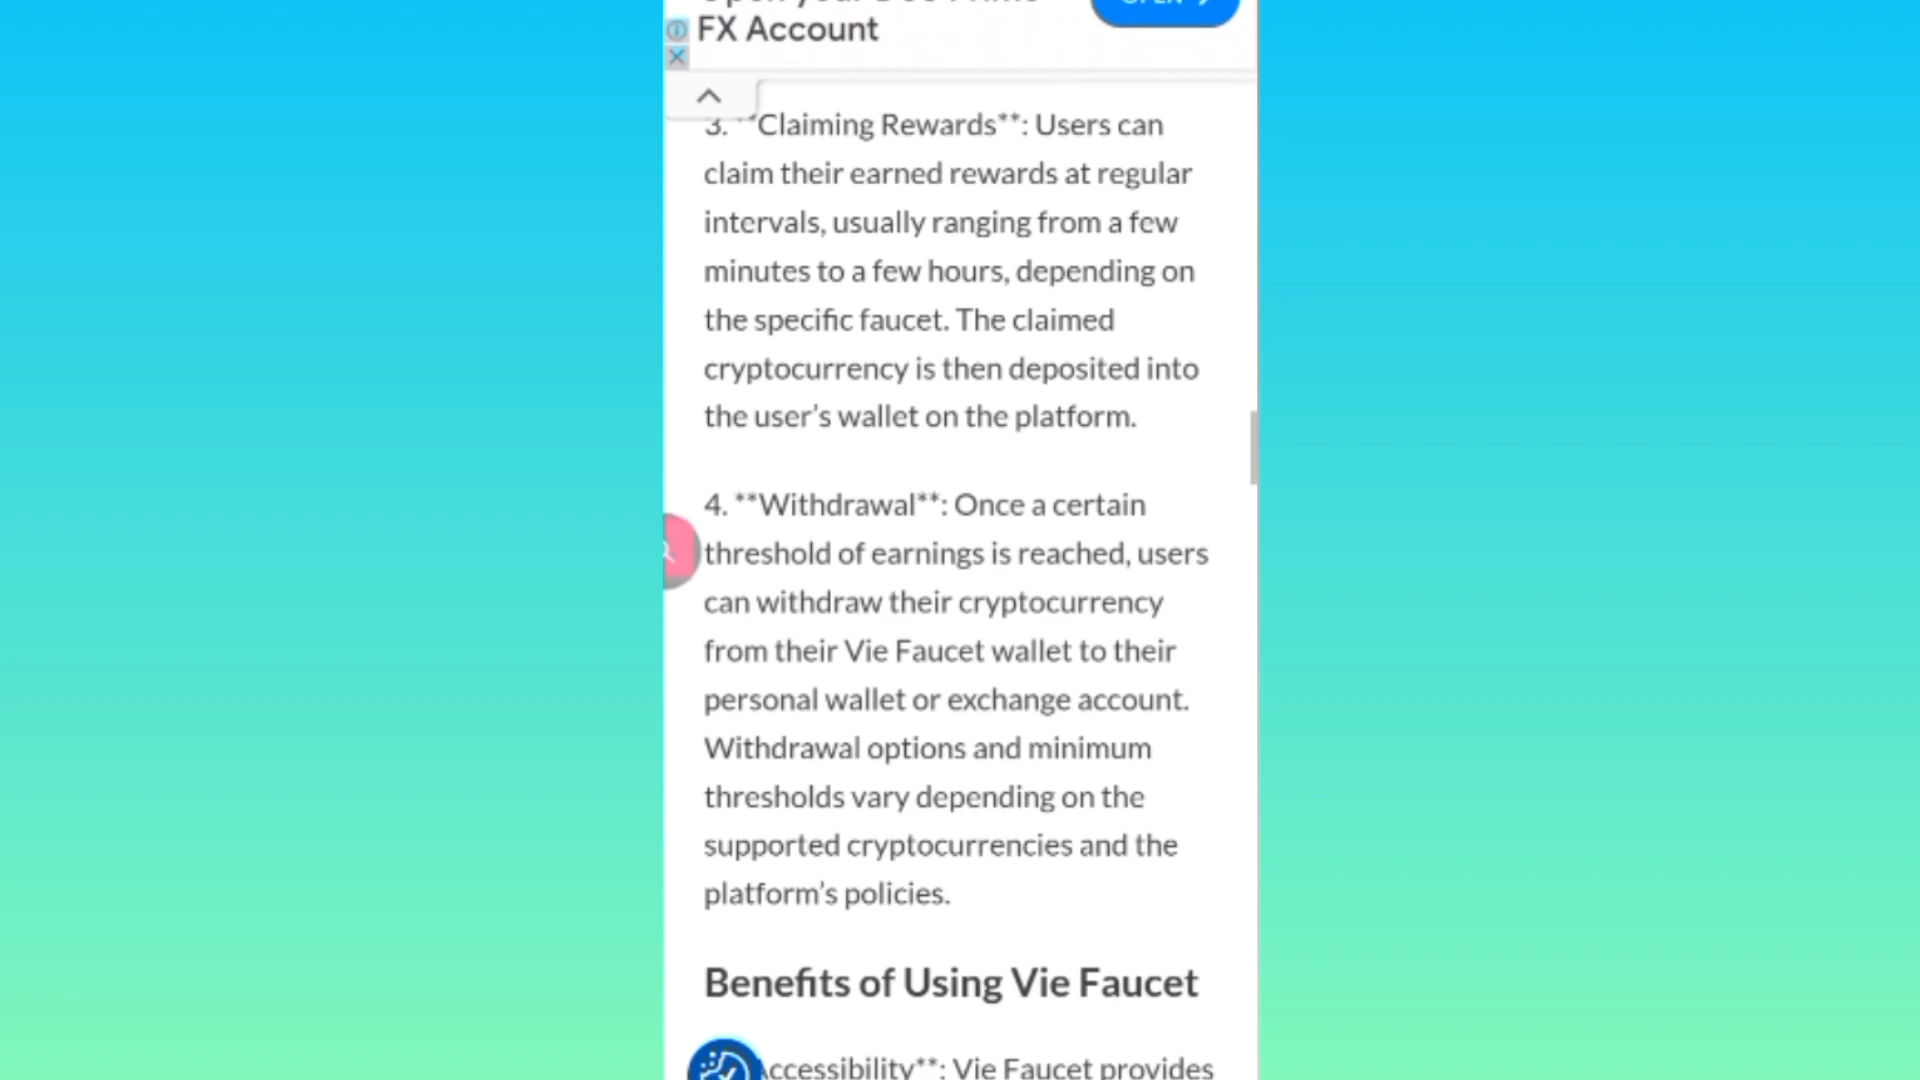 FX Account
3. **Claiming Rewards**: Users can
claim their earned rewards at regular
intervals, usually ranging from a few
minutes to a few hours, depending on
the specific faucet. The claimed
cryptocurrency is then deposited into
the user’s wallet on the platform.
4. **Withdrawal**: Once a certain
threshold of earnings is reached, users
can withdraw their cryptocurrency
from their Vie Faucet wallet to their
personal wallet or exchange account.
Withdrawal options and minimum
thresholds vary depending on the
supported cryptocurrencies and the
platform’s policies.
Benefits of Using Vie Faucet
ccessibility**: Vie Faucet provides